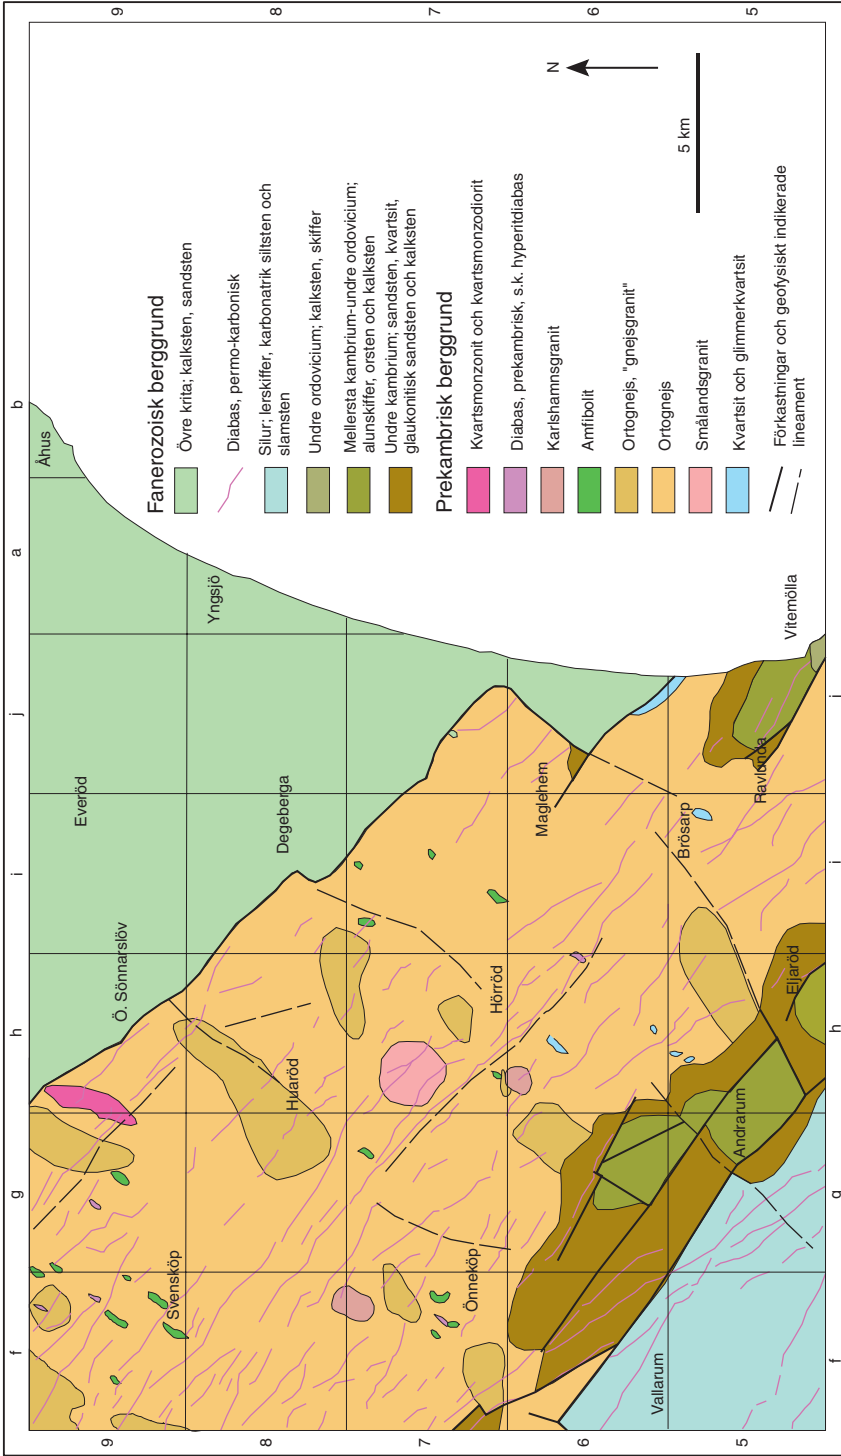 Fanerozoisk berggrund
Övre krita; kalksten, sandsten
Diabas, permo-karbonisk
Silur; lerskiffer, karbonatrik siltsten och
slamsten
Undre ordovicium; kalksten, skiffer
Mellersta kambrium-undre ordovicium;
alunskiffer, orsten och kalksten
Undre kambrium; sandsten, kvartsit,
glaukonitisk sandsten och kalksten
Prekambrisk berggrund
Kvartsmonzonit och kvartsmonzodiorit
Diabas, prekambrisk, s.k. hyperitdiabas
Karlshamnsgranit
Amfibolit
Ortognejs, "gnejsgranit"
Ortognejs
Smålandsgranit
Kvartsit och glimmerkvartsit
Förkastningar och geofysiskt indikerade
lineament
N
5 km
f
g
h
i
j
a
b
9
8
7
6
5
9
7
6
5
f
g
h
i
i
Åhus
Yngsjö
Everöd
Degeberga
Ö. Sönnarslöv
Huaröd
Svensköp
Hörröd
Önneköp
Maglehem
Brösarp
Ravlunda
Vitemölla
Eljaröd
Andrarum
Vallarum